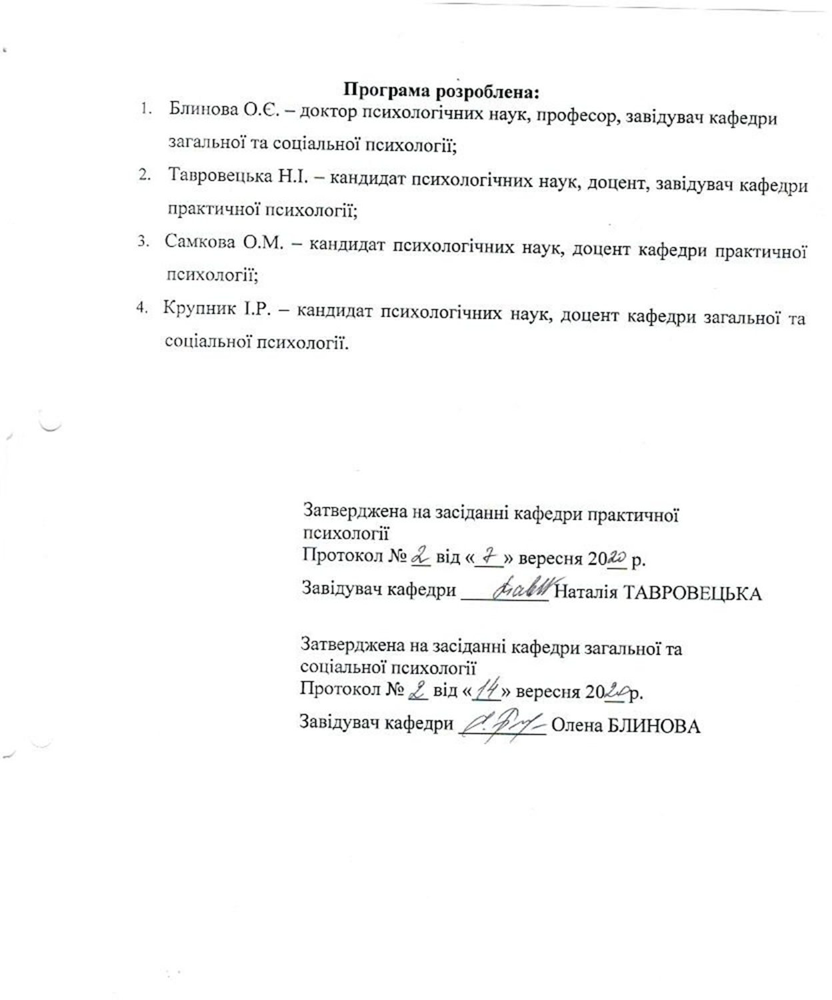 Програма розроблена:
1. Блинова О.Є. – доктор психологічних наук, професор, завідувач кафедри
загальної та соціальної психології;
2. Тавровецька Н.І. – кандидат психологічних наук, доцент, завідувач кафедри
практичної психології;
3. Самкова О.М. – кандидат психологічних наук, доцент кафедри практичної
психології;
4. Крупник І.Р. – кандидат психологічних наук, доцент кафедри загальної та
соціальної психології.
Затверджена на засіданні кафедри практичної
психології
Протокол № 2 від «7» вересня 2020 р.
Завідувач кафедри Наталія ТАВРОВЕЦЬКА
Затверджена на засіданні кафедри загальної та
соціальної психології
Протокол № 2 від «14» вересня 2020 р.
Завідувач кафедри Олена БЛИНОВА